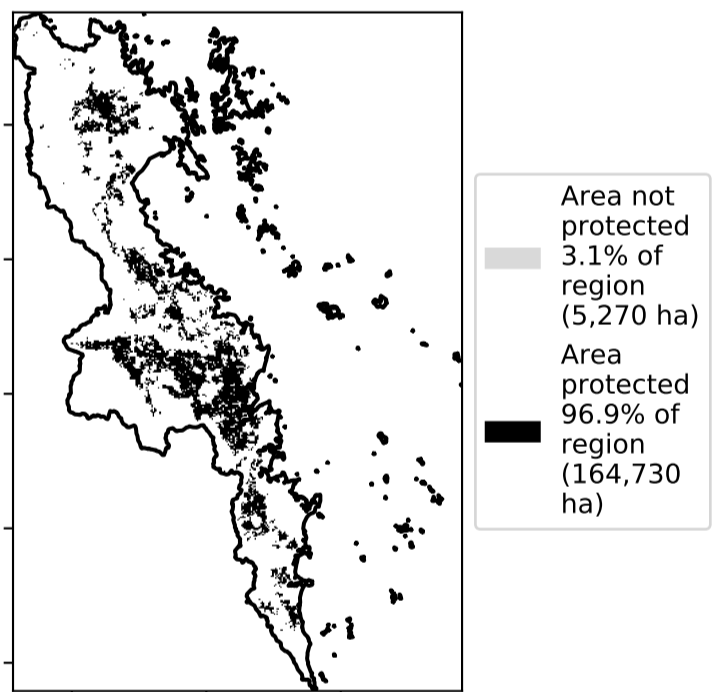 Area not
protected
3.1% of
region
(5,270 ha)
Area
protected
96.9% of
region
(164,730
ha)